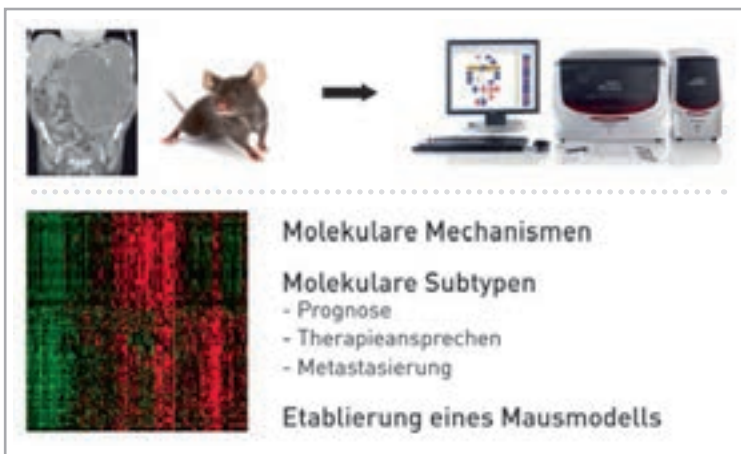 Molekulare Mechanismen
Molekulare Subtypen
- Prognose
- Therapieansprechen
- Metastasierung
Etablierung eines Mausmodells